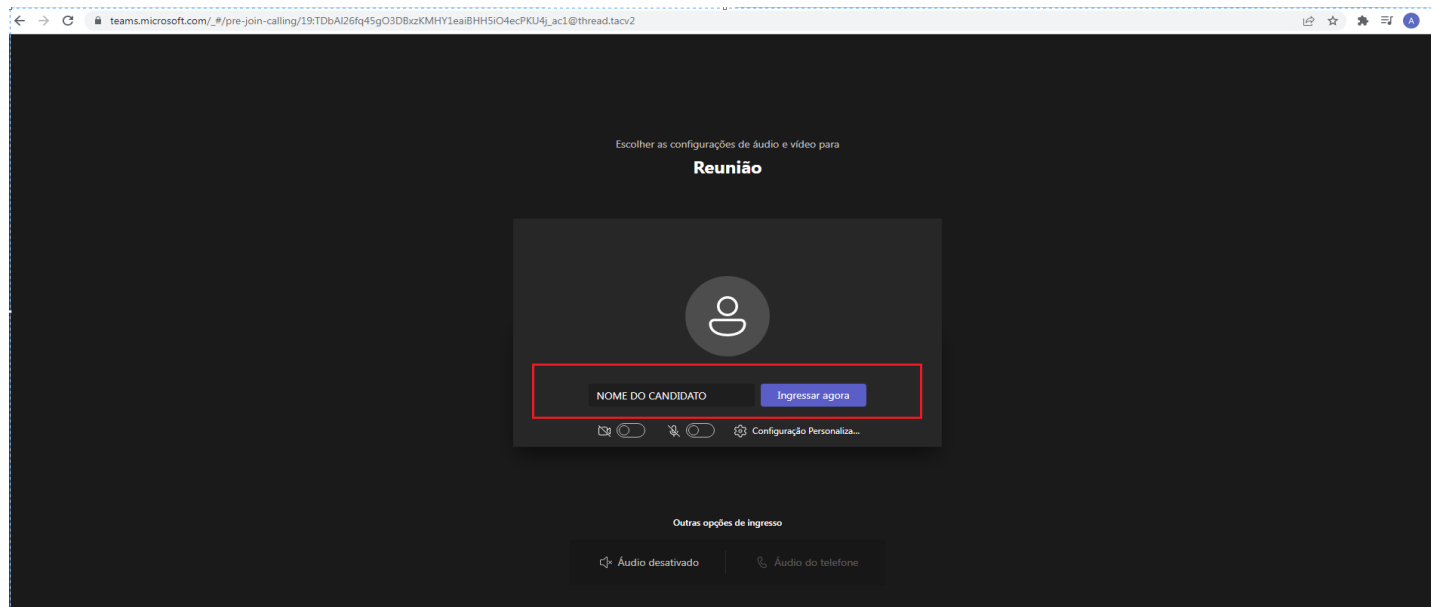 teams.microsoft.com/_#/pre-join-calling/19:TDbAl26fq45gO3DBxzKMHY1eaiBHH5iO4ecPKU4j_ac1@thread.tacv2
A
Escolher as configurações de áudio e vídeo para
Reunião
NOME DO CANDIDATO
Ingressar agora
Configuração Personaliza...
Outras opções de ingresso
Áudio desativado
Áudio do telefone